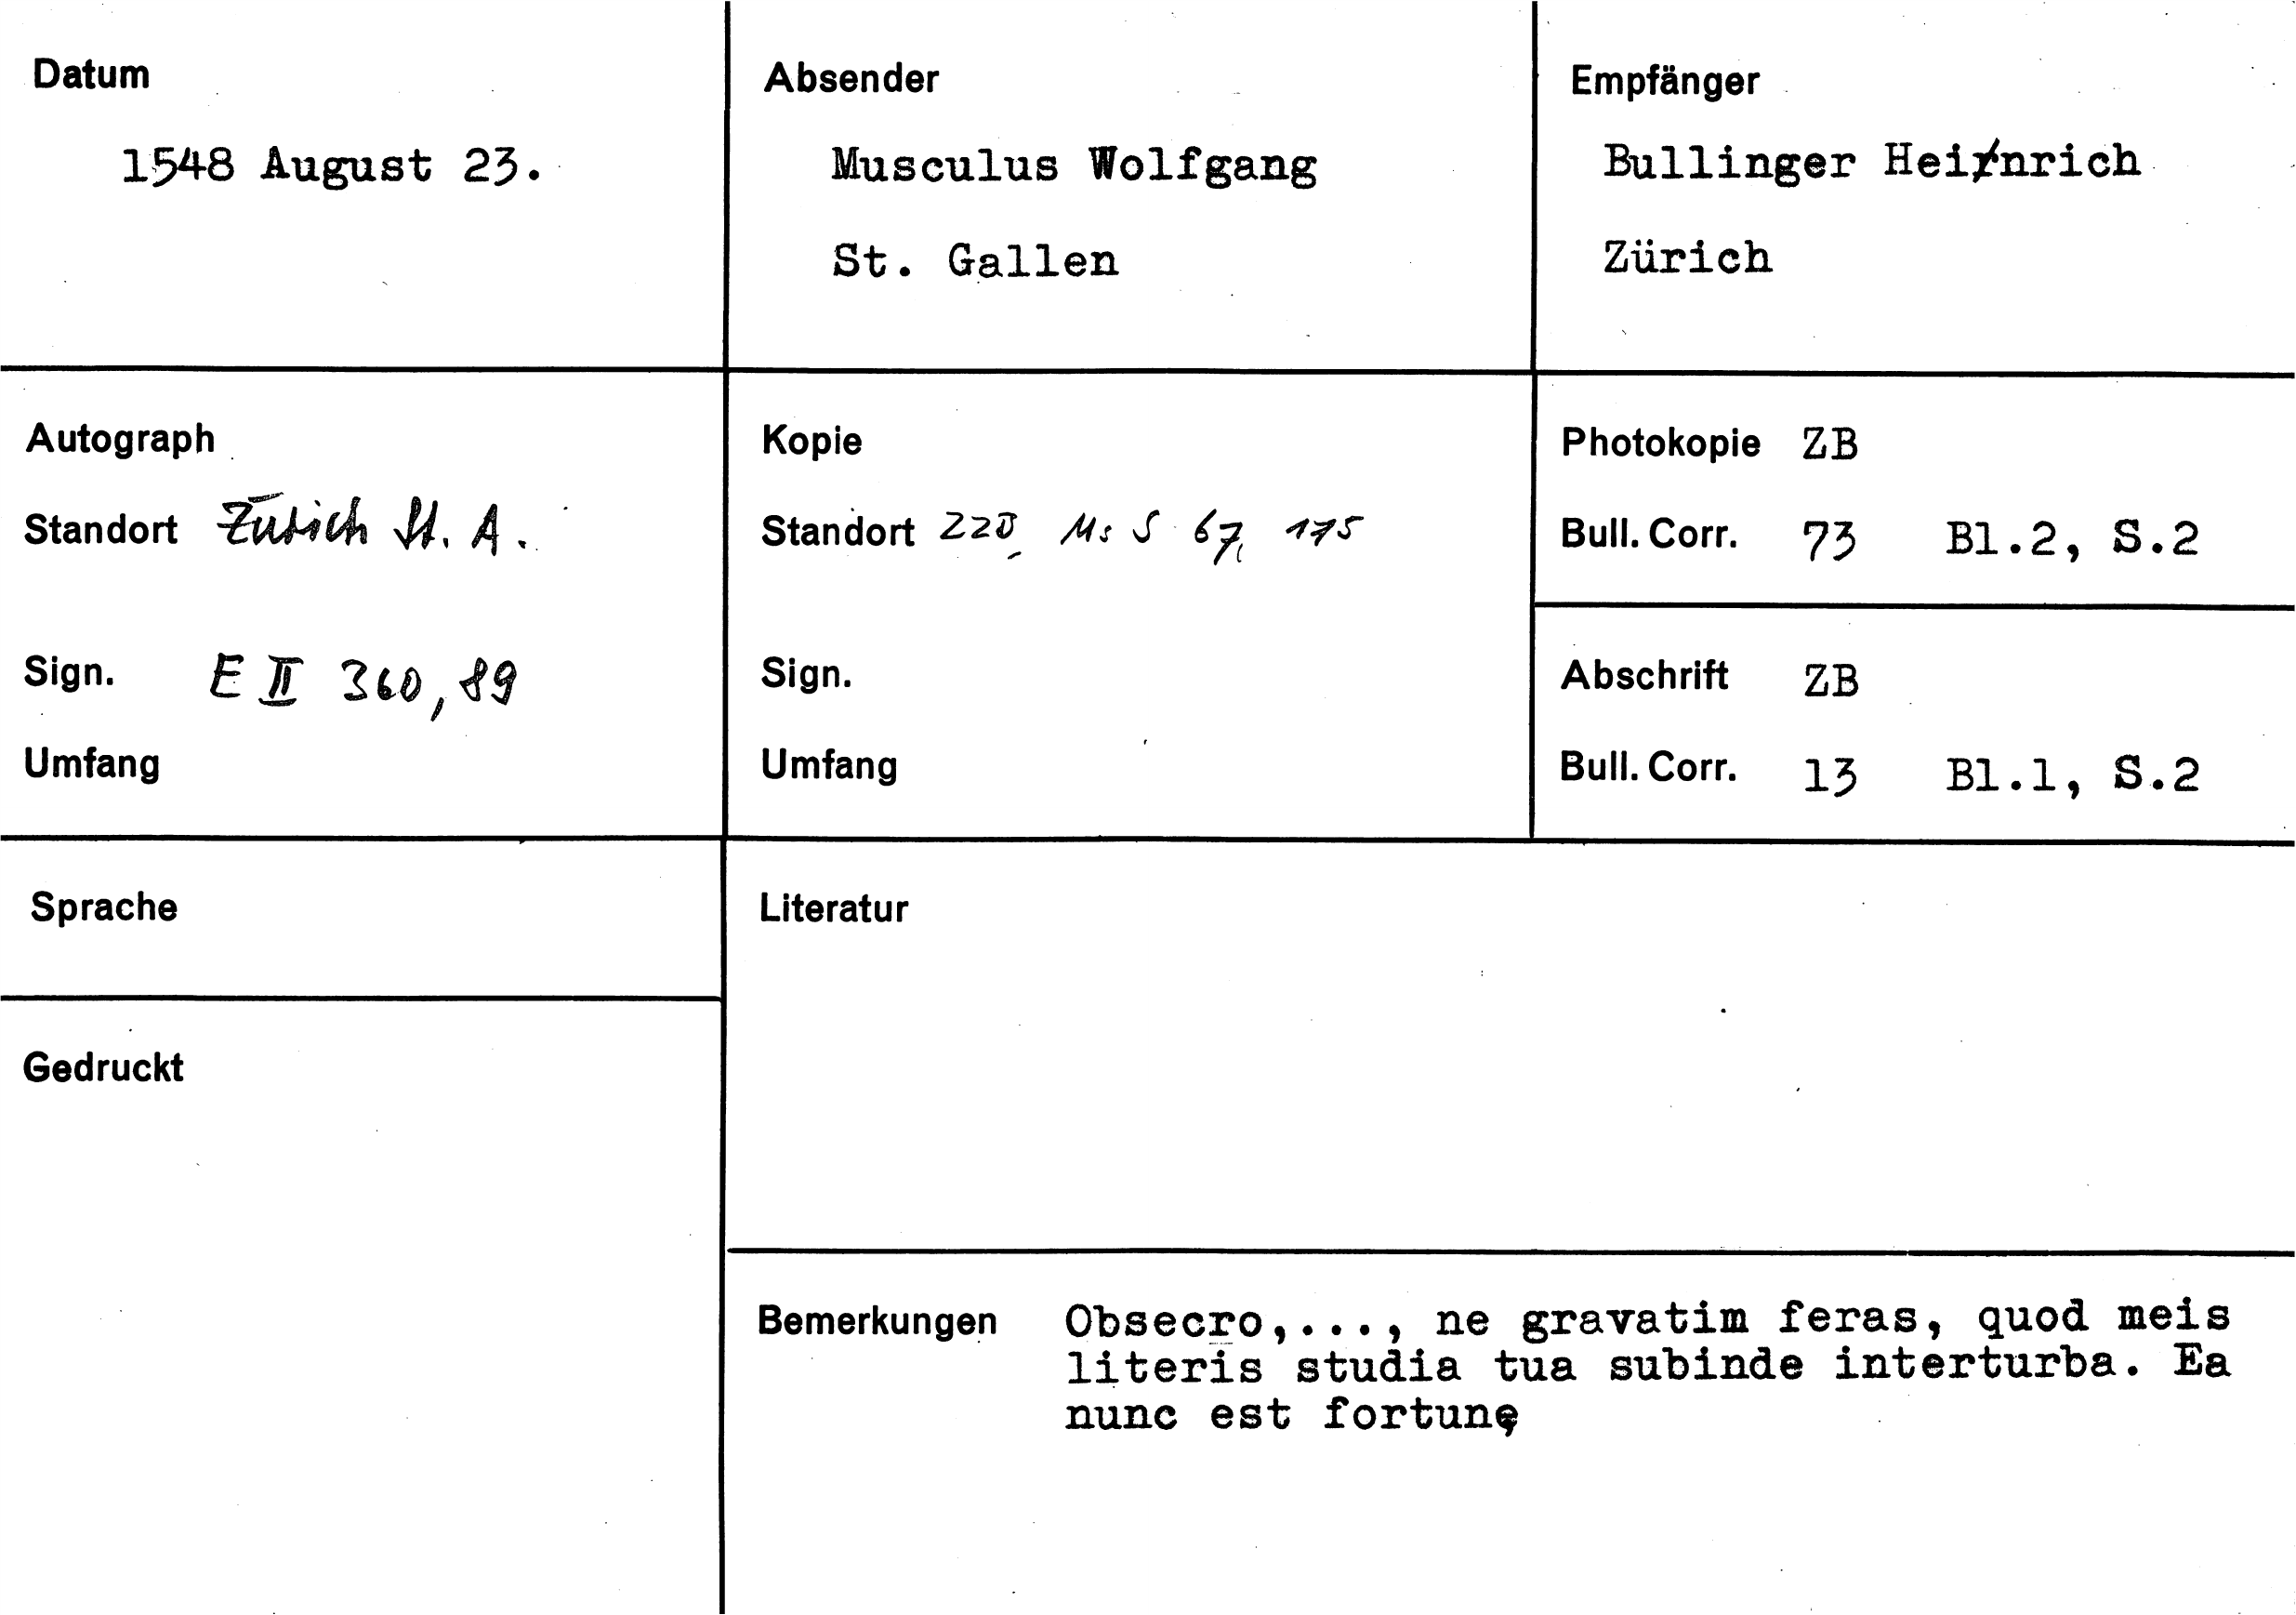 Datum
1548 August 23.
Absender
Musculus Wolfgang
St. Gallen
Empfänger
Bullinger Heinrich
Zürich
Autograph
Standort Zürich St. A.
Sign. E II 360, 89
Umfang
Kopie
Standort ZZB, Ms S 67, 175
Sign.
Umfang
Photokopie ZB
Bull. Corr. 73 Bl.2, S.2
Abschrift ZB
Bull. Corr. 13 Bl.1, S.2
Sprache
Gedruckt
Literatur
Bemerkungen Obsecro,..., ne gravatim feras, quod meis
literis studia tua subinde interturba. Ea
nunc est fortunę